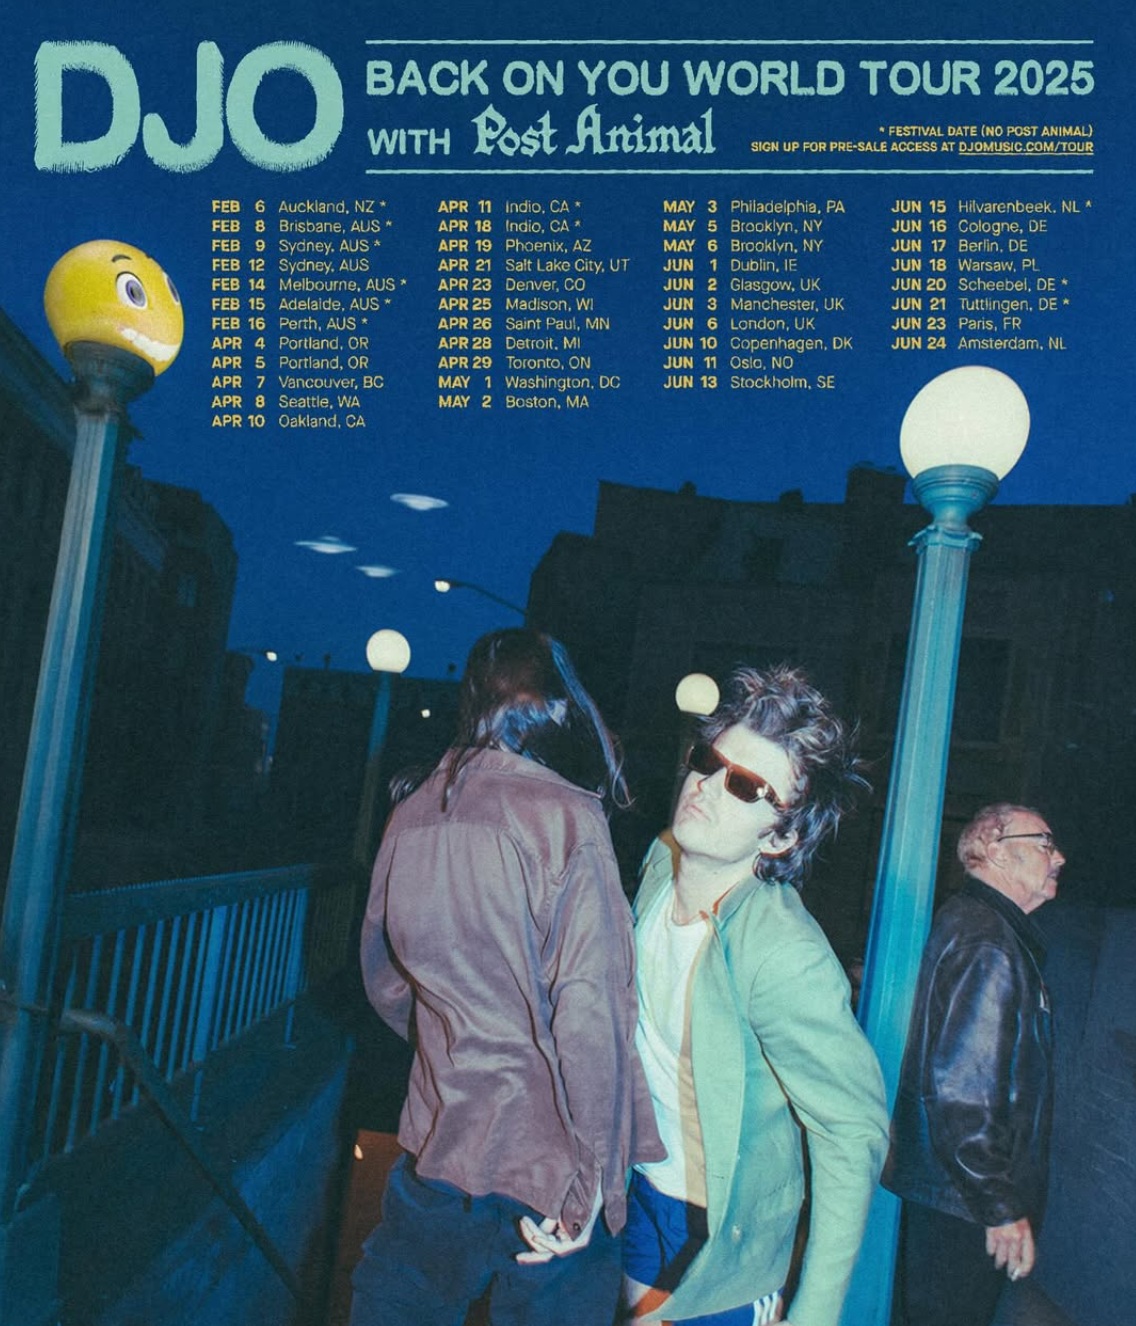 DJO
BACK ON YOU WORLD TOUR 2025
WITH Post Animal
* FESTIVAL DATE (NO POST ANIMAL)
SIGN UP FOR PRE-SALE ACCESS AT DJOMUSIC.COM/TOUR
FEB 6 Auckland, NZ *
FEB 8 Brisbane, AUS *
FEB 9 Sydney, AUS *
FEB 12 Sydney, AUS
FEB 14 Melbourne, AUS *
FEB 15 Adelaide, AUS *
FEB 16 Perth, AUS *
APR 4 Portland, OR
APR 5 Portland, OR
APR 7 Vancouver, BC
APR 8 Seattle, WA
APR 10 Oakland, CA
APR 11 Indio, CA *
APR 18 Indio, CA *
APR 19 Phoenix, AZ
APR 21 Salt Lake City, UT
APR 23 Denver, CO
APR 25 Madison, WI
APR 26 Saint Paul, MN
APR 28 Detroit, MI
APR 29 Toronto, ON
MAY 1 Washington, DC
MAY 2 Boston, MA
MAY 3 Philadelphia, PA
MAY 5 Brooklyn, NY
MAY 6 Brooklyn, NY
JUN 1 Dublin, IE
JUN 2 Glasgow, UK
JUN 3 Manchester, UK
JUN 6 London, UK
JUN 10 Copenhagen, DK
JUN 11 Oslo, NO
JUN 13 Stockholm, SE
JUN 15 Hilvarenbeek, NL *
JUN 16 Cologne, DE
JUN 17 Berlin, DE
JUN 18 Warsaw, PL
JUN 20 Scheebel, DE *
JUN 21 Tuttlingen, DE *
JUN 23 Paris, FR
JUN 24 Amsterdam, NL